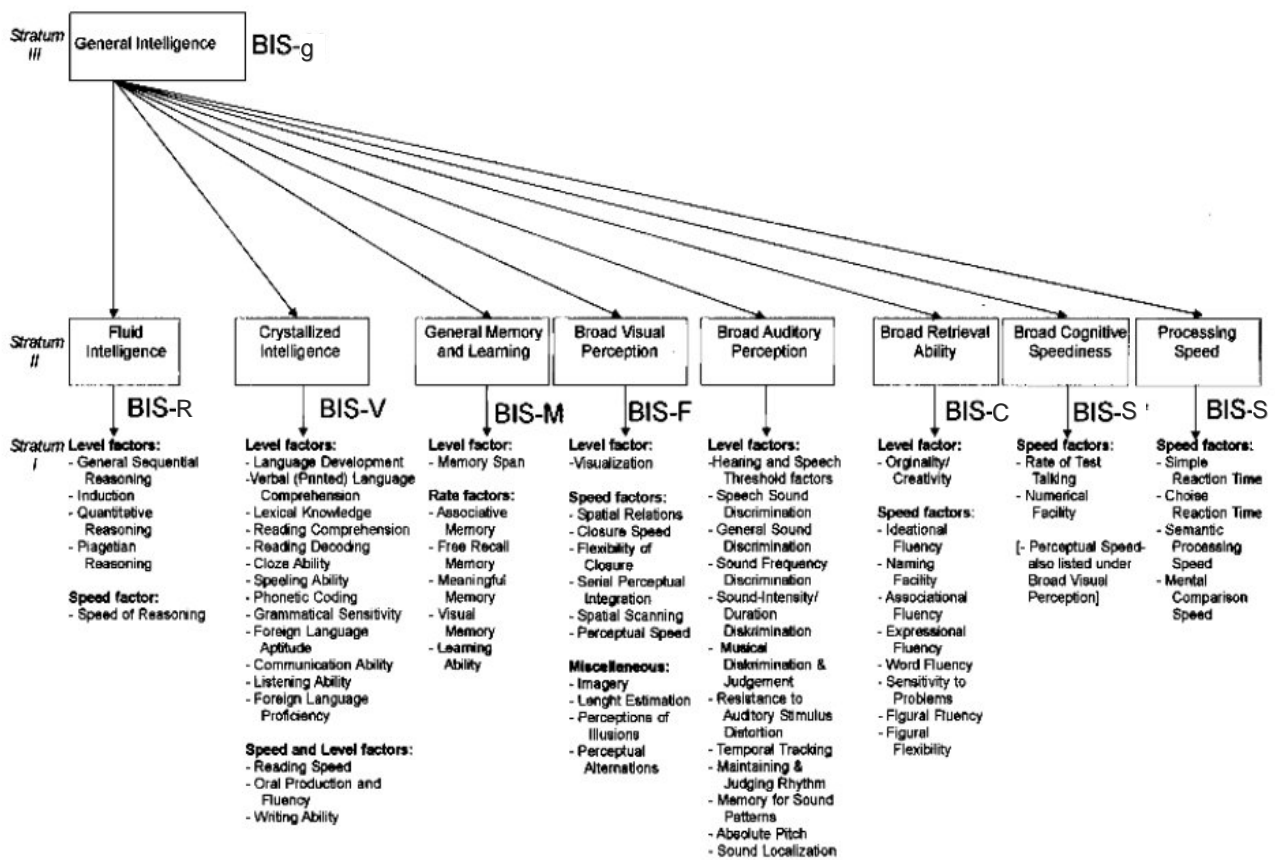 Stratum
III
General Intelligence
BIS-g
Stratum
II
Fluid
Intelligence
Crystallized
Intelligence
General Memory
and Learning
Broad Visual
Perception
Broad Auditory
Perception
Broad Retrieval
Ability
Broad Cognitive
Speediness
Processing
Speed
BIS-R
BIS-V
BIS-M
BIS-F
BIS-C
BIS-S
BIS-S
Stratum
I
Level factors:
- General Sequential
Reasoning
- Induction
- Quantitative
Reasoning
- Piagetian
Reasoning
Speed factor:
- Speed of Reasoning
Level factors:
- Language Development
-Verbal (Printed) Language
Comprehension
- Lexical Knowledge
- Reading Comprehension
- Reading Decoding
- Cloze Ability
- Speeling Ability
- Phonetic Coding
- Grammatical Sensitivity
- Foreign Language
Aptitude
- Communication Ability
- Listening Ability
- Foreign Language
Proficiency
Speed and Level factors:
- Reading Speed
- Oral Production and
Fluency
- Writing Ability
Level factor:
- Memory Span
Rate factors:
- Associative
Memory
- Free Recall
Memory
- Meaningful
Memory
- Visual
Memory
- Learning
Ability
Level factor:
-Visualization
Speed factors:
- Spatial Relations
- Closure Speed
- Flexibility of
Closure
- Serial Perceptual
Integration
- Spatial Scanning
- Perceptual Speed
Miscellaneous:
- Imagery
- Lenght Estimation
- Perceptions of
Illusions
- Perceptual
Alternations
Level factors:
-Hearing and Speech
Threshold factors
- Speech Sound
Discrimination
- General Sound
Discrimination
- Sound Frequency
Discrimination
- Sound-Intensity/
Duration
Diskrimination
- Musical
Diskrimination &
Judgement
- Resistance to
Auditory Stimulus
Distortion
- Temporal Tracking
- Maintaining &
Judging Rhythm
- Memory for Sound
Patterns
- Absolute Pitch
- Sound Localization
Level factor:
- Orginality/
Creativity
Speed factors:
- Ideational
Fluency
- Naming
Facility
- Associational
Fluency
- Expressional
Fluency
- Word Fluency
- Sensitivity to
Problems
- Figural Fluency
- Figural
Flexibility
Speed factors:
- Rate of Test
Talking
- Numerical
Facility
[- Perceptual Speed-
also listed under
Broad Visual
Perception]
Speed factors:
- Simple
Reaction Time
- Choise
Reaction Time
- Semantic
Processing
Speed
- Mental
Comparison
Speed